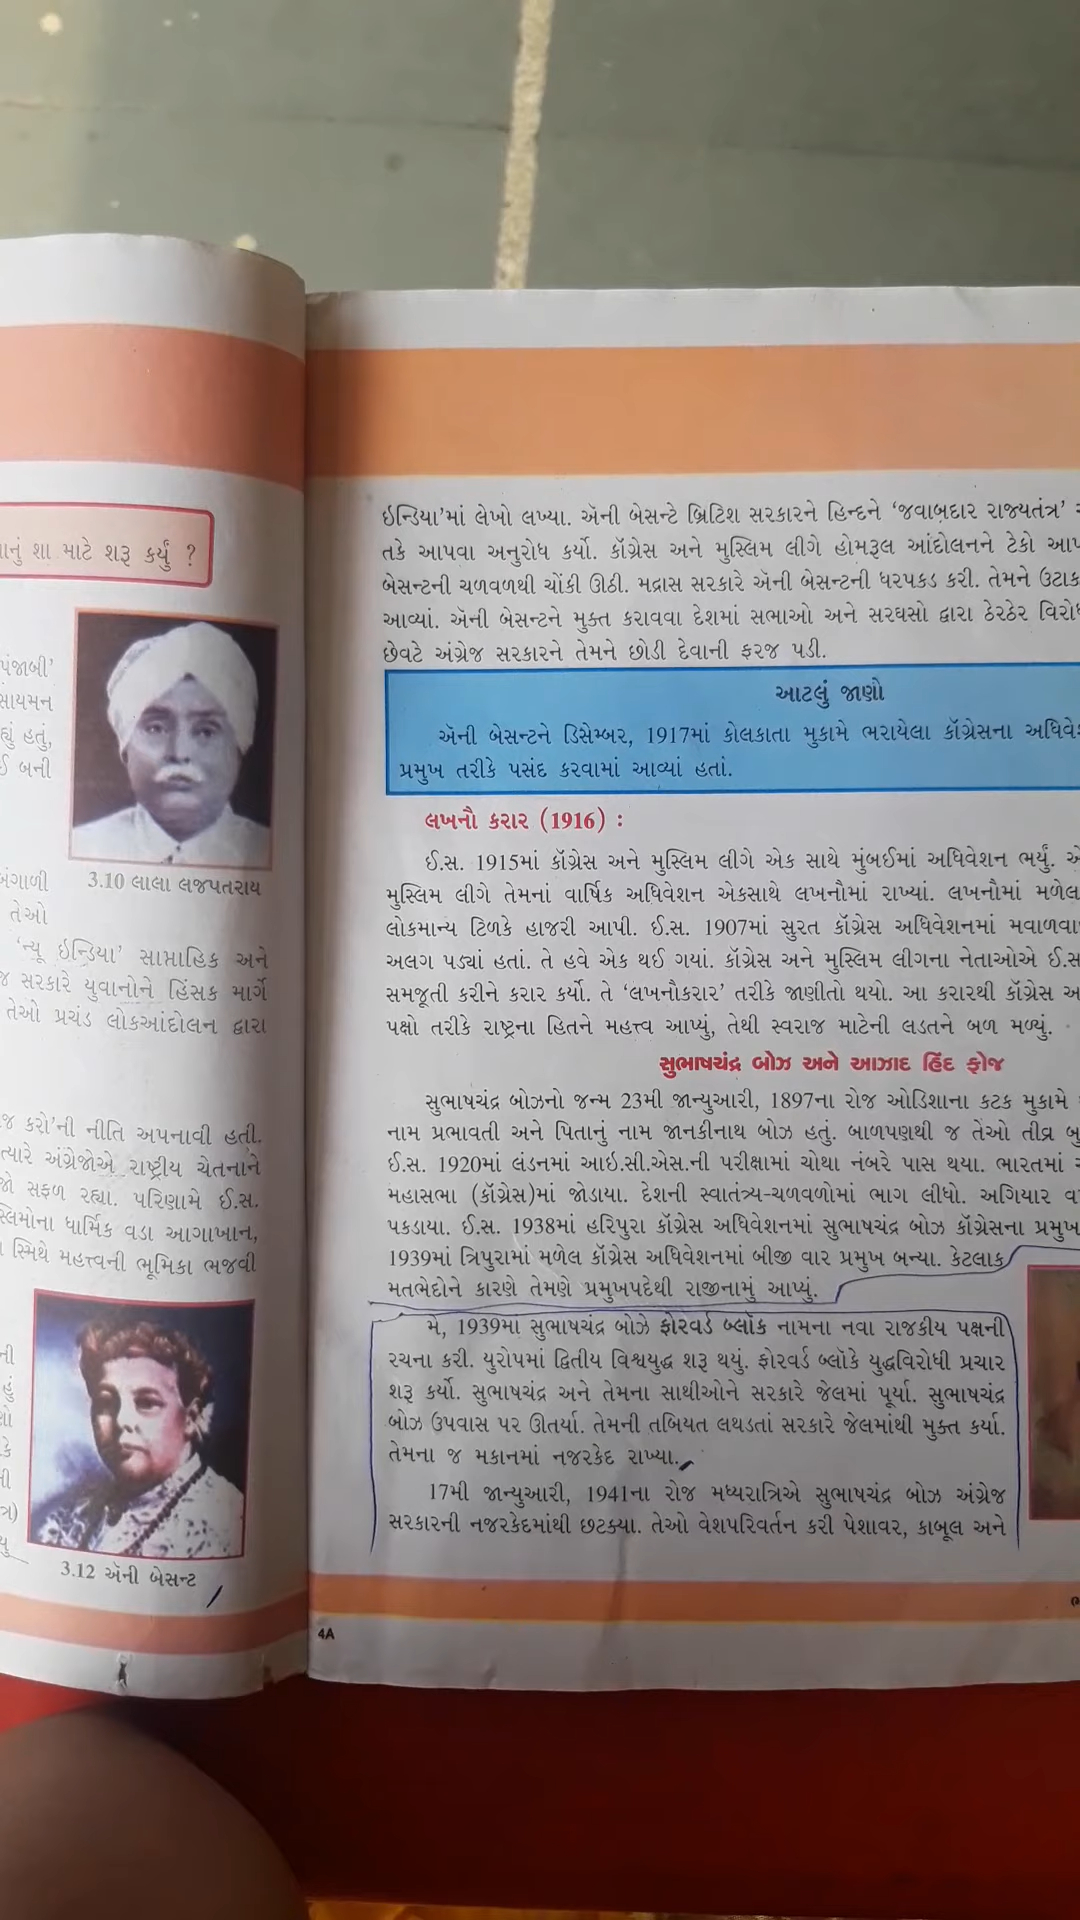 શા માટે શરૂ કર્યું ?
પંજાબી'
સાયમન
હતું,
બની
3.10 લાલા લજપતરાય
બંગાળી
તેઓ
'ન્યૂ ઇન્ડિયા' સાપ્તાહિક અને
સરકારે યુવાનોને હિંસક માર્ગે
તેઓ પ્રચંડ લોકઆંદોલન દ્વારા
કરો'ની નીતિ અપનાવી હતી.
ત્યારે અંગ્રેજોએ રાષ્ટ્રીય ચેતનાને
સફળ રહ્યા. પરિણામે ઈ.સ.
ધાર્મિક વડા આગાખાન,
સ્મિથે મહત્ત્વની ભૂમિકા ભજવી
3.12 ઍની બેસન્ટ
ઇન્ડિયા'માં લેખો લખ્યા. ઍની બેસન્ટે બ્રિટિશ સરકારને હિન્દને 'જવાબદાર રાજ્યતંત્ર'
તકે આપવા અનુરોધ કર્યો. કૉંગ્રેસ અને મુસ્લિમ લીગે હોમરૂલ આંદોલનને ટેકો
બેસન્ટની ચળવળથી ચોંકી ઊઠી. મદ્રાસ સરકારે ઍની બેસન્ટની ધરપકડ કરી. તેમને
આવ્યાં. ઍની બેસન્ટને મુક્ત કરાવવા દેશમાં સભાઓ અને સરઘસો દ્વારા ઠેરઠેર
છેવટે અંગ્રેજ સરકારને તેમને છોડી દેવાની ફરજ પડી.
આટલું જાણો
ઍની બેસન્ટને ડિસેમ્બર, 1917માં કોલકાતા મુકામે ભરાયેલા કૉંગ્રેસના
પ્રમુખ તરીકે પસંદ કરવામાં આવ્યાં હતાં.
લખનૌ કરાર (1916) :
ઈ.સ. 1915માં કૉંગ્રેસ અને મુસ્લિમ લીગે એક સાથે મુંબઈમાં અધિવેશન ભર્યું.
મુસ્લિમ લીગે તેમનાં વાર્ષિક અધિવેશન એકસાથે લખનૌમાં રાખ્યાં. લખનૌમાં
લોકમાન્ય ટિળકે હાજરી આપી. ઈ.સ. 1907માં સુરત કૉંગ્રેસ અધિવેશનમાં
અલગ પડ્યાં હતાં. તે હવે એક થઈ ગયાં. કૉંગ્રેસ અને મુસ્લિમ લીગના નેતાઓએ
સમજૂતી કરીને કરાર કર્યો. તે 'લખનૌકરાર' તરીકે જાણીતો થયો. આ કરારથી કૉંગ્રેસ
પક્ષો તરીકે રાષ્ટ્રના હિતને મહત્ત્વ આપ્યું, તેથી સ્વરાજ માટેની લડતને બળ મળ્યું.
સુભાષચંદ્ર બોઝ અને આઝાદ હિંદ ફોજ
સુભાષચંદ્ર બોઝનો જન્મ 23મી જાન્યુઆરી, 1897ના રોજ ઓડિશાના કટક મુકામે
નામ પ્રભાવતી અને પિતાનું નામ જાનકીનાથ બોઝ હતું. બાળપણથી જ તેઓ તીવ્ર
ઈ.સ. 1920માં લંડનમાં આઇ.સી.એસ.ની પરીક્ષામાં ચોથા નંબરે પાસ થયા. ભારતમાં
મહાસભા (કૉંગ્રેસ)માં જોડાયા. દેશની સ્વાતંત્ર્ય-ચળવળોમાં ભાગ લીધો. અગિયાર
પકડાયા. ઈ.સ. 1938માં હરિપુરા કૉંગ્રેસ અધિવેશનમાં સુભાષચંદ્ર બોઝ કૉંગ્રેસના પ્રમુખ
1939માં ત્રિપુરામાં મળેલ કૉંગ્રેસ અધિવેશનમાં બીજી વાર પ્રમુખ બન્યા. કેટલાક
મતભેદોને કારણે તેમણે પ્રમુખપદેથી રાજીનામું આપ્યું.
મે, 1939મા સુભાષચંદ્ર બોઝે ફોરવર્ડ બ્લૉક નામના નવા રાજકીય પક્ષની
રચના કરી. યુરોપમાં દ્વિતીય વિશ્વયુદ્ધ શરૂ થયું. ફોરવર્ડ બ્લૉકે યુદ્ધવિરોધી પ્રચાર
શરૂ કર્યો. સુભાષચંદ્ર અને તેમના સાથીઓને સરકારે જેલમાં પૂર્યા. સુભાષચંદ્ર
બોઝ ઉપવાસ પર ઊતર્યા. તેમની તબિયત લથડતાં સરકારે જેલમાંથી મુક્ત કર્યા.
તેમના જ મકાનમાં નજરકેદ રાખ્યા.
17મી જાન્યુઆરી, 1941ના રોજ મધ્યરાત્રિએ સુભાષચંદ્ર બોઝ અંગ્રેજ
સરકારની નજરકેદમાંથી છટક્યા. તેઓ વેશપરિવર્તન કરી પેશાવર, કાબૂલ અને
4A